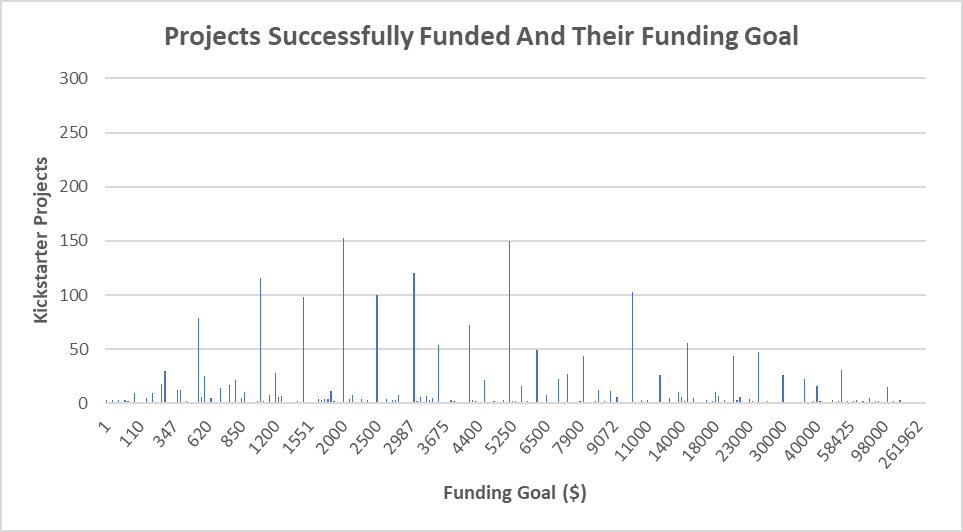 Projects Successfully Funded And Their Funding Goal
300
250
200
150
100
50
0
Kickstarter Projects
1 110 347 620 850 1200 1551 2000 2500 2987 3675 4400 5250 6500 7900 9072 11000 14000 18000 23000 30000 40000 58425 98000 261962
Funding Goal ($)